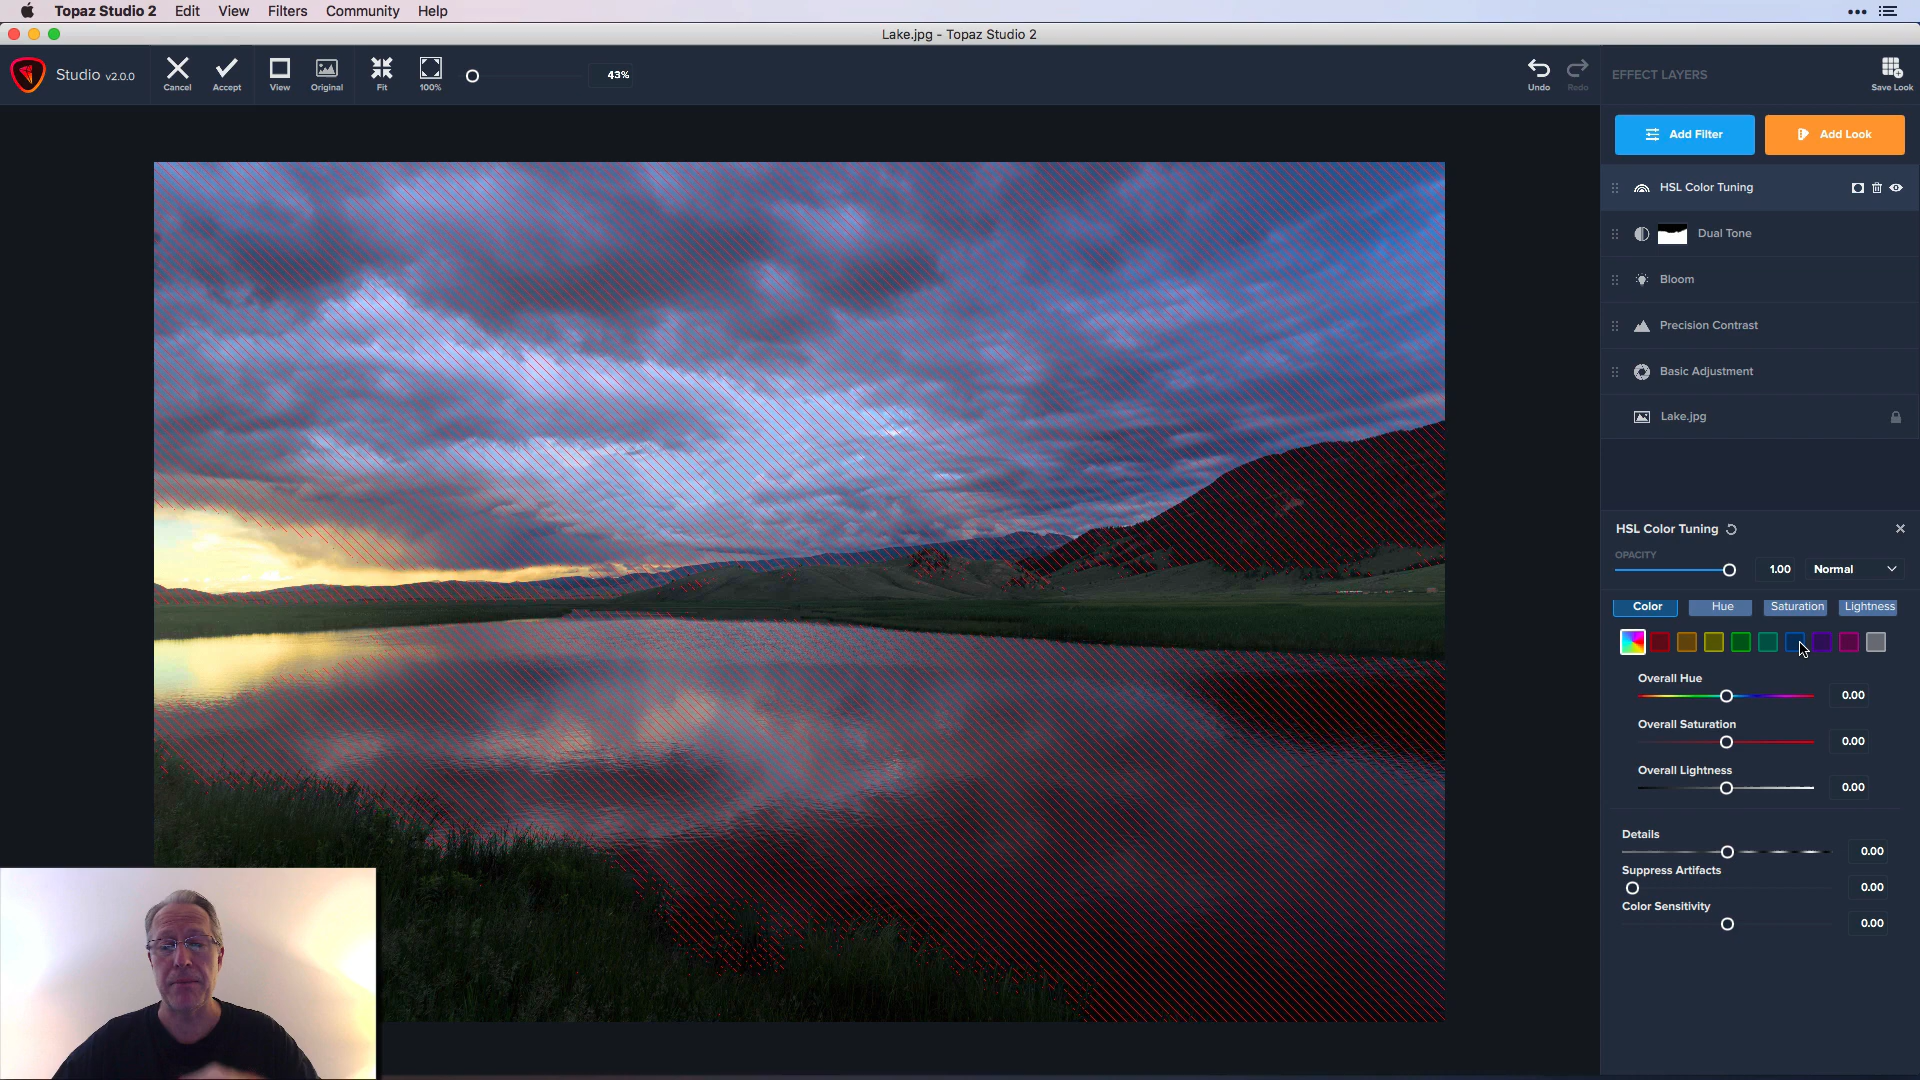 Topaz Studio 2 Edit View Filters Community Help
Lake.jpg - Topaz Studio 2
Studio v2.0.0
Cancel Accept View Original Fit 100% 43% Undo Redo
EFFECT LAYERS
Save Look
Add Filter Add Look
HSL Color Tuning
Dual Tone
Bloom
Precision Contrast
Basic Adjustment
Lake.jpg
HSL Color Tuning
OPACITY
1.00 Normal
Color Hue Saturation Lightness
Overall Hue
0.00
Overall Saturation
0.00
Overall Lightness
0.00
Details
0.00
Suppress Artifacts
0.00
Color Sensitivity
0.00